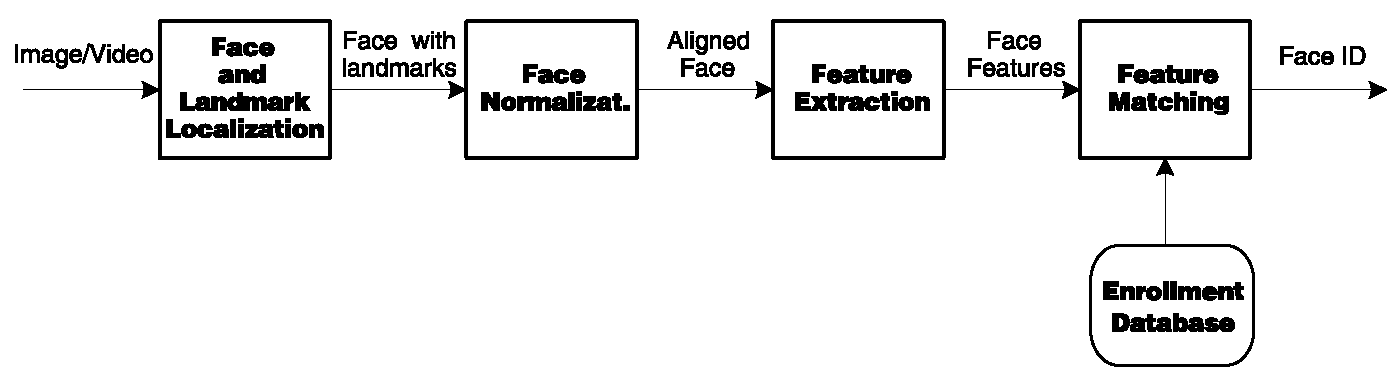 Image/Video
Face
and
Landmark
Localization
Face with
landmarks
Face
Normalizat.
Aligned
Face
Feature
Extraction
Face
Features
Feature
Matching
Face ID
Enrollment
Database